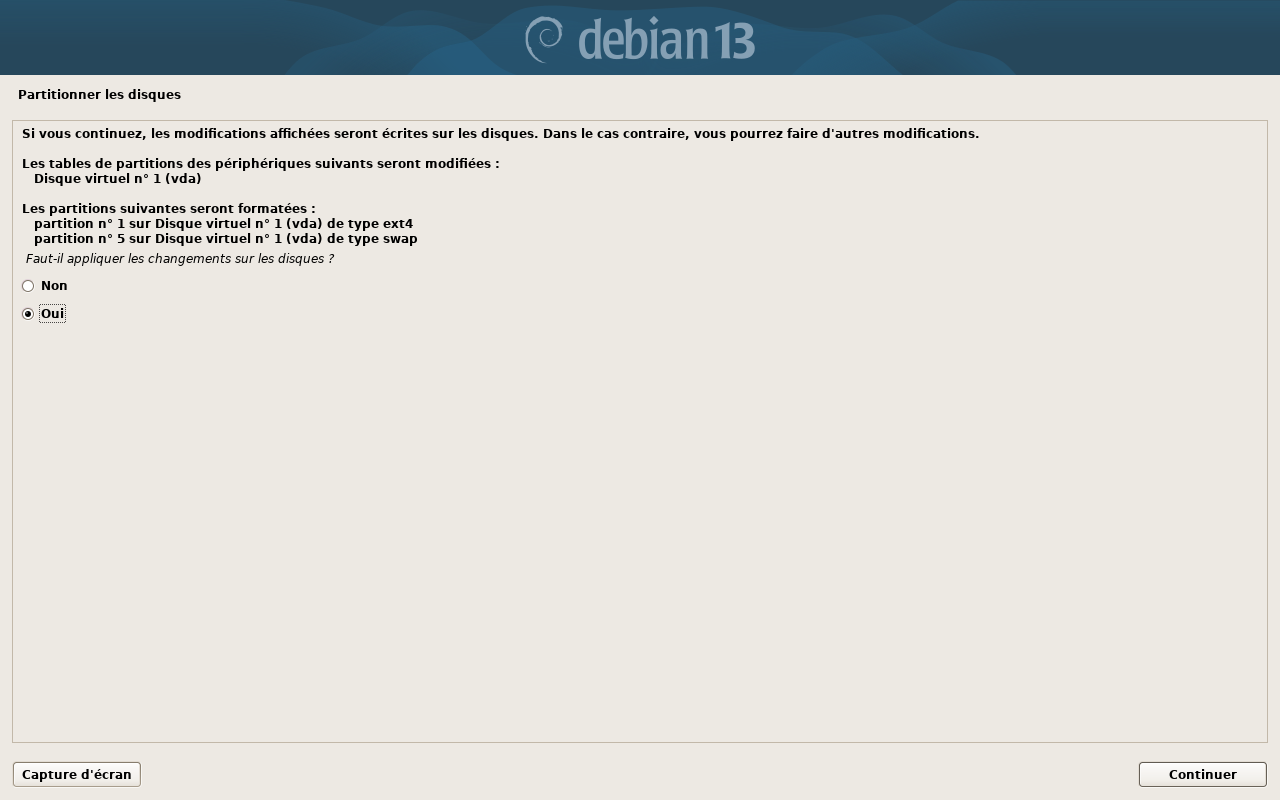 debian 13
Partitionner les disques
Si vous continuez, les modifications affichées seront écrites sur les disques. Dans le cas contraire, vous pourrez faire d'autres modifications.
Les tables de partitions des périphériques suivants seront modifiées :
Disque virtuel n° 1 (vda)
Les partitions suivantes seront formatées :
partition n° 1 sur Disque virtuel n° 1 (vda) de type ext4
partition n° 5 sur Disque virtuel n° 1 (vda) de type swap
Faut-il appliquer les changements sur les disques ?
Non
Oui
Capture d'écran
Continuer